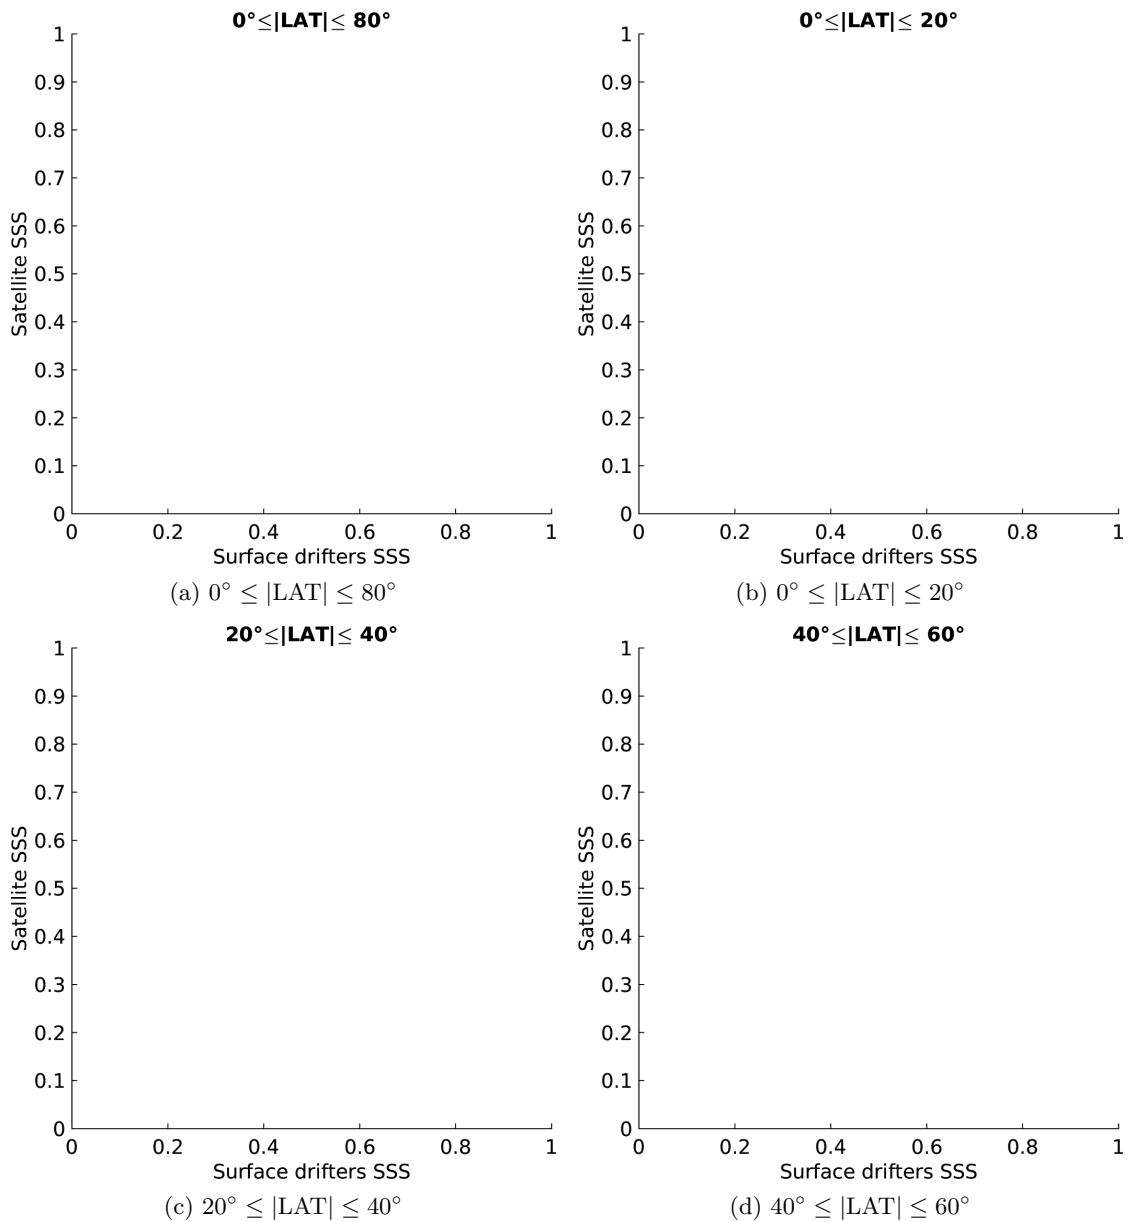 0°≤|LAT|≤ 80°
1
0.9
0.8
0.7
0.6
0.5
0.4
0.3
0.2
0.1
0
Satellite SSS
0 0.2 0.4 0.6 0.8 1
Surface drifters SSS
(a) 0° ≤ |LAT| ≤ 80°
0°≤|LAT|≤ 20°
1
0.9
0.8
0.7
0.6
0.5
0.4
0.3
0.2
0.1
0
Satellite SSS
0 0.2 0.4 0.6 0.8 1
Surface drifters SSS
(b) 0° ≤ |LAT| ≤ 20°
20°≤|LAT|≤ 40°
1
0.9
0.8
0.7
0.6
0.5
0.4
0.3
0.2
0.1
0
Satellite SSS
0 0.2 0.4 0.6 0.8 1
Surface drifters SSS
(c) 20° ≤ |LAT| ≤ 40°
40°≤|LAT|≤ 60°
1
0.9
0.8
0.7
0.6
0.5
0.4
0.3
0.2
0.1
0
Satellite SSS
0 0.2 0.4 0.6 0.8 1
Surface drifters SSS
(d) 40° ≤ |LAT| ≤ 60°